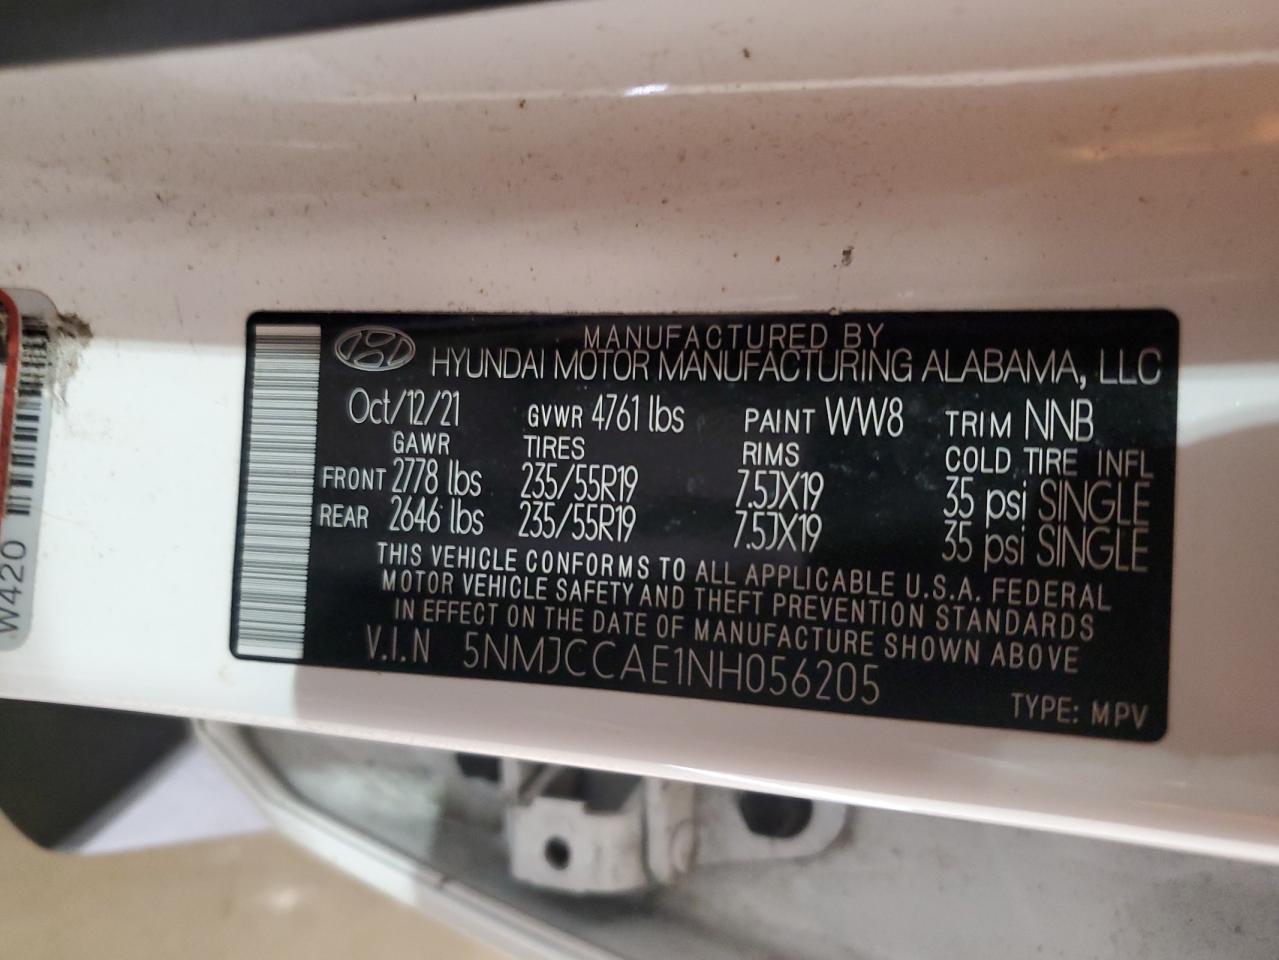 MANUFACTURED BY
HYUNDAI MOTOR MANUFACTURING ALABAMA, LLC
Oct/12/21 GVWR 4761 lbs PAINT WW8 TRIM NNB
GAWR TIRES RIMS COLD TIRE INFL
FRONT 2778 lbs 235/55R19 7.5JX19 35 psi SINGLE
REAR 2646 lbs 235/55R19 7.5JX19 35 psi SINGLE
THIS VEHICLE CONFORMS TO ALL APPLICABLE U.S.A. FEDERAL
MOTOR VEHICLE SAFETY AND THEFT PREVENTION STANDARDS
IN EFFECT ON THE DATE OF MANUFACTURE SHOWN ABOVE
V.I.N 5NMJCCAE1NH056205
TYPE: MPV
W420